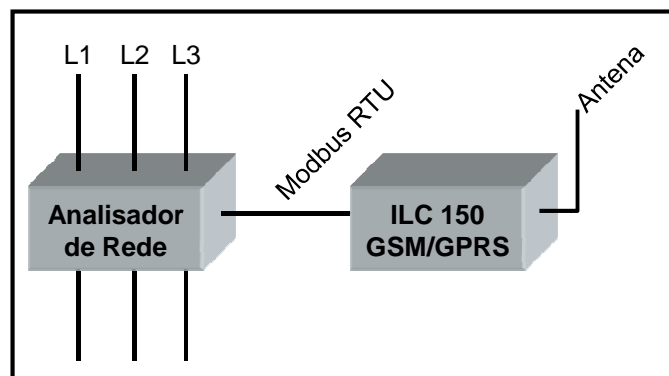 L1 L2 L3
Modbus RTU
Antena
Analisador
de Rede
ILC 150
GSM/GPRS